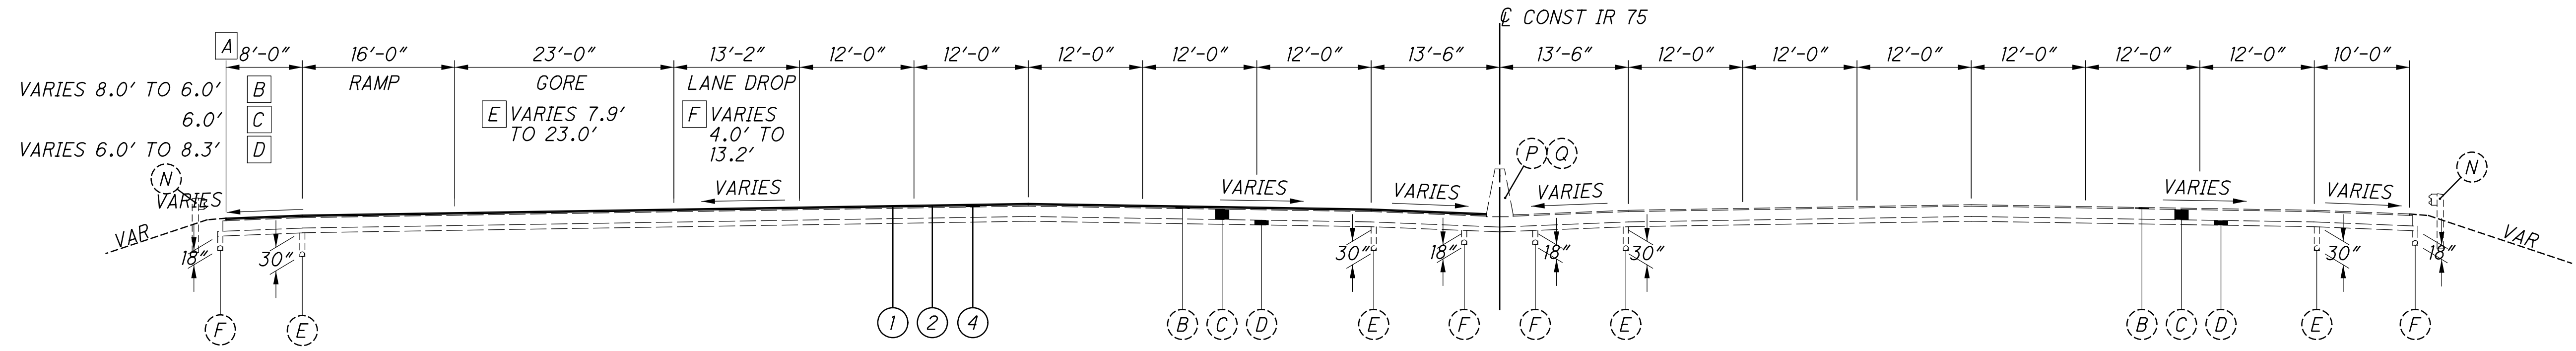 ℄ CONST IR 75
A 8'-0" 16'-0" 23'-0" 13'-2" 12'-0" 12'-0" 12'-0" 12'-0" 12'-0" 13'-6" 13'-6" 12'-0" 12'-0" 12'-0" 12'-0" 12'-0" 12'-0" 10'-0"
RAMP GORE LANE DROP
VARIES 8.0' TO 6.0' B
6.0' C
VARIES 6.0' TO 8.3' D
E VARIES 7.9'
TO 23.0'
F VARIES
4.0' TO
13.2'
N P Q N
VARIES VARIES VARIES VARIES VARIES VARIES VARIES
VAR VAR
18" 30" 30" 18" 18" 30" 30" 18"
F E 1 2 4 B C D E F F E B C D E F